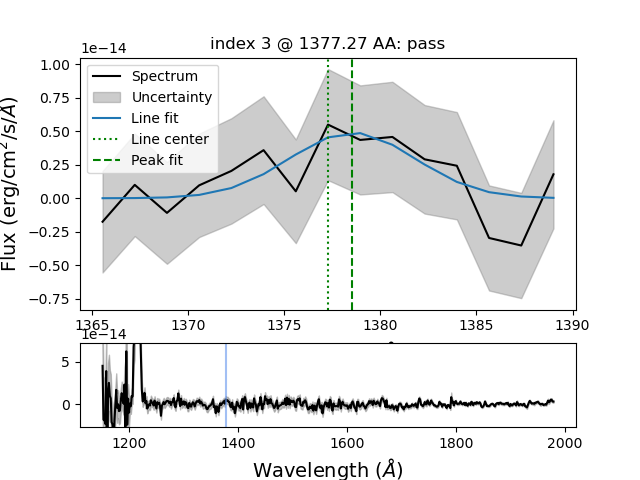 index 3 @ 1377.27 AA: pass
1e−14
Flux (erg/cm²/s/Å)
1.00
0.75
0.50
0.25
0.00
−0.25
−0.50
−0.75
Spectrum
Uncertainty
Line fit
Line center
Peak fit
1365 1370 1375 1380 1385 1390
1e−14
5
0
1200 1400 1600 1800 2000
Wavelength (Å)